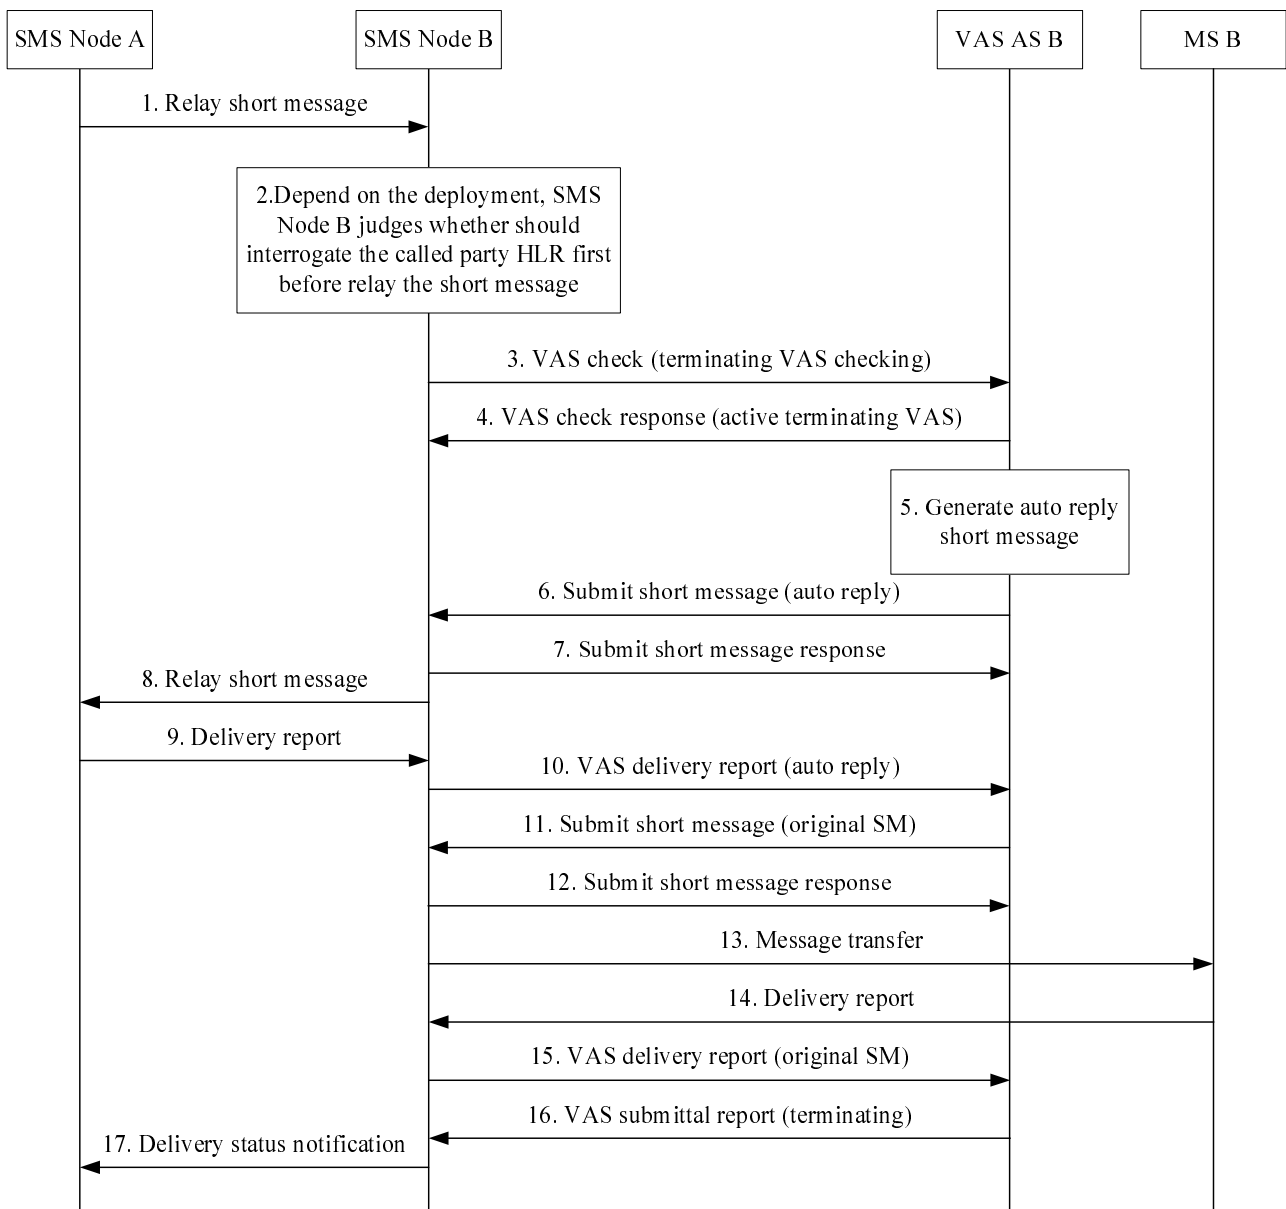 SMS Node A
SMS Node B
VAS AS B
MS B
1. Relay short message
2.Depend on the deployment, SMS
Node B judges whether should
interrogate the called party HLR first
before relay the short message
3. VAS check (terminating VAS checking)
4. VAS check response (active terminating VAS)
5. Generate auto reply
short message
6. Submit short message (auto reply)
7. Submit short message response
8. Relay short message
9. Delivery report
10. VAS delivery report (auto reply)
11. Submit short message (original SM)
12. Submit short message response
13. Message transfer
14. Delivery report
15. VAS delivery report (original SM)
16. VAS submittal report (terminating)
17. Delivery status notification